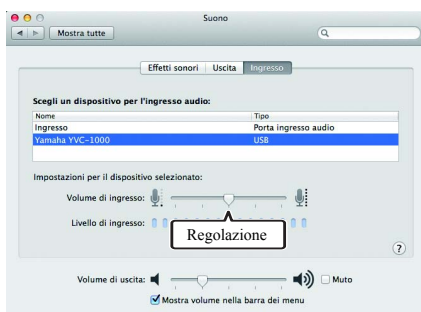 Suono
Mostra tutte
Effetti sonori Uscita Ingresso
Scegli un dispositivo per l'ingresso audio:
Nome Tipo
Ingresso Porta ingresso audio
Yamaha YVC-1000 USB
Impostazioni per il dispositivo selezionato:
Volume di ingresso:
Livello di ingresso:
Regolazione
?
Volume di uscita: Muto
Mostra volume nella barra dei menu